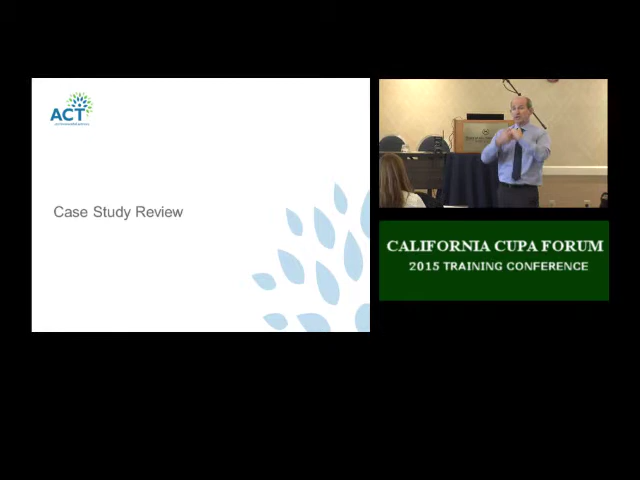 ACT
Case Study Review
CALIFORNIA CUPA FORUM
2015 TRAINING CONFERENCE